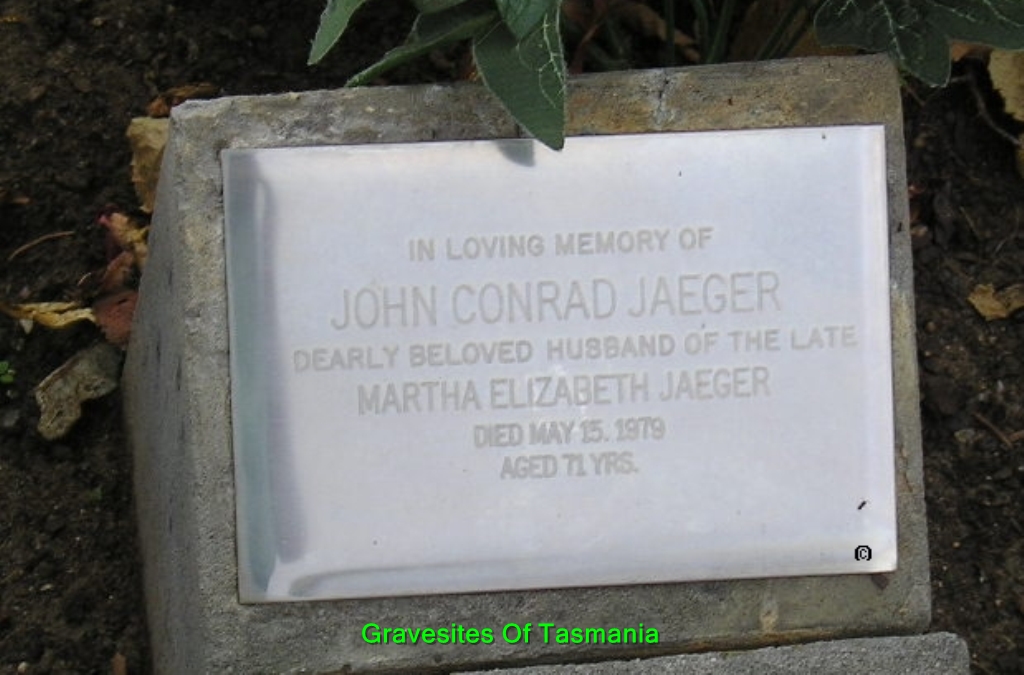 IN LOVING MEMORY OF
JOHN CONRAD JAEGER
DEARLY BELOVED HUSBAND OF THE LATE
MARTHA ELIZABETH JAEGER
DIED MAY 15. 1979
AGED 71 YRS.
©
Gravesites Of Tasmania